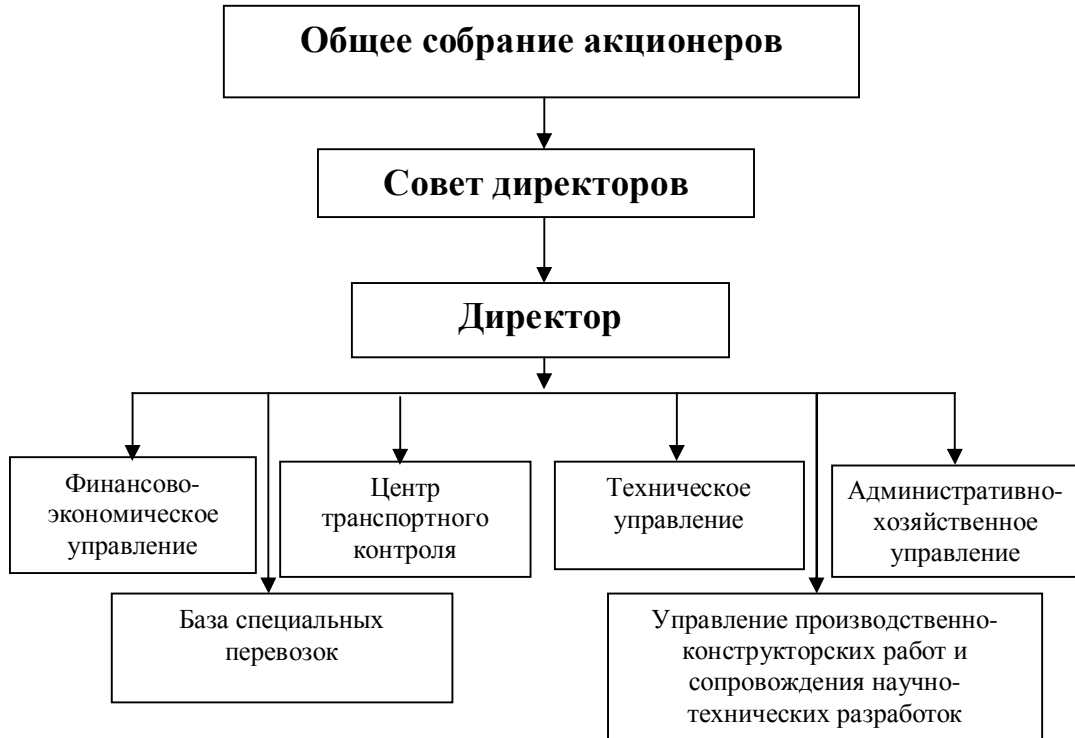 Общее собрание акционеров
Совет директоров
Директор
Финансово-
экономическое
управление
Центр
транспортного
контроля
Техническое
управление
Административно-
хозяйственное
управление
База специальных
перевозок
Управление производственно-
конструкторских работ и
сопровождения научно-
технических разработок